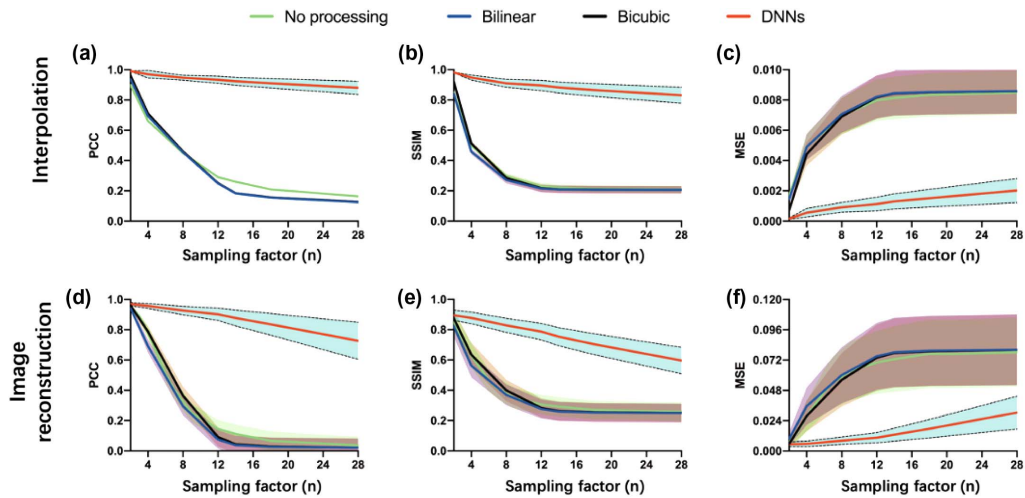 No processing Bilinear Bicubic DNNs
Interpolation
(a)
PCC
1.0
0.8
0.6
0.4
0.2
0.0
4 8 12 16 20 24 28
Sampling factor (n)
(b)
SSIM
1.0
0.8
0.6
0.4
0.2
0.0
4 8 12 16 20 24 28
Sampling factor (n)
(c)
MSE
0.010
0.008
0.006
0.004
0.002
0.000
4 8 12 16 20 24 28
Sampling factor (n)
Image
reconstruction
(d)
PCC
1.0
0.8
0.6
0.4
0.2
0.0
4 8 12 16 20 24 28
Sampling factor (n)
(e)
SSIM
1.0
0.8
0.6
0.4
0.2
0.0
4 8 12 16 20 24 28
Sampling factor (n)
(f)
MSE
0.120
0.096
0.072
0.048
0.024
0.000
4 8 12 16 20 24 28
Sampling factor (n)